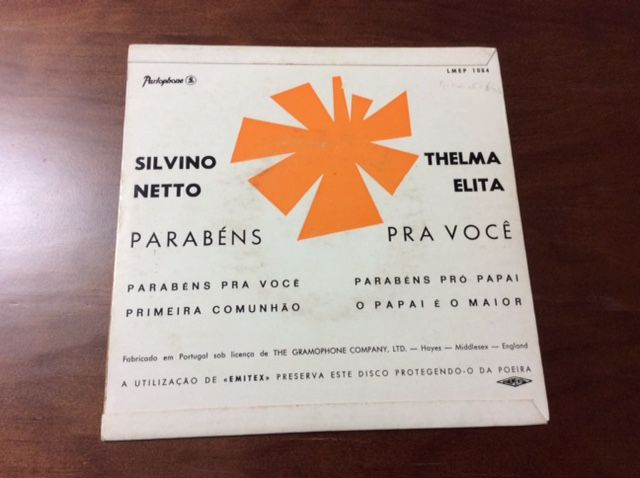 Parlophone
LMEP 1084
SILVINO NETTO
THELMA ELITA
PARABÉNS PRA VOCÊ
PARABÉNS PRA VOCÊ
PRIMEIRA COMUNHÃO
PARABÉNS PRÓ PAPAI
O PAPAI É O MAIOR
Fabricado em Portugal sob licença de THE GRAMOPHONE COMPANY, LTD. — Hayes — Middlesex — England
A UTILIZAÇÃO DE «EMITEX» PRESERVA ESTE DISCO PROTEGENDO-O DA POEIRA